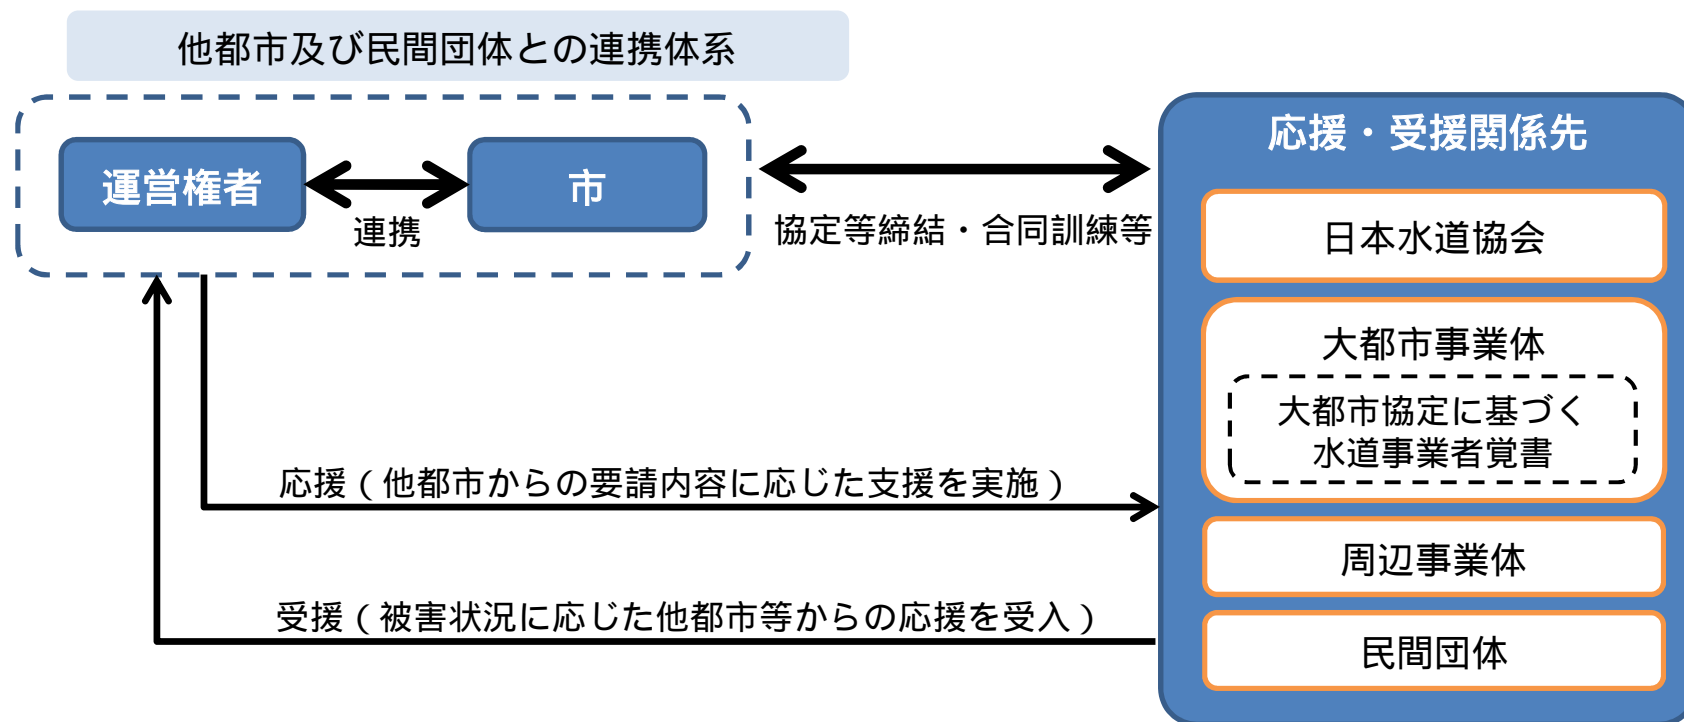 他都市及び民間団体との連携体系
運営権者
市
連携
協定等締結・合同訓練等
応援・受援関係先
日本水道協会
大都市事業体
大都市協定に基づく
水道事業者覚書
周辺事業体
民間団体
応援（他都市からの要請内容に応じた支援を実施）
受援（被害状況に応じた他都市等からの応援を受入）